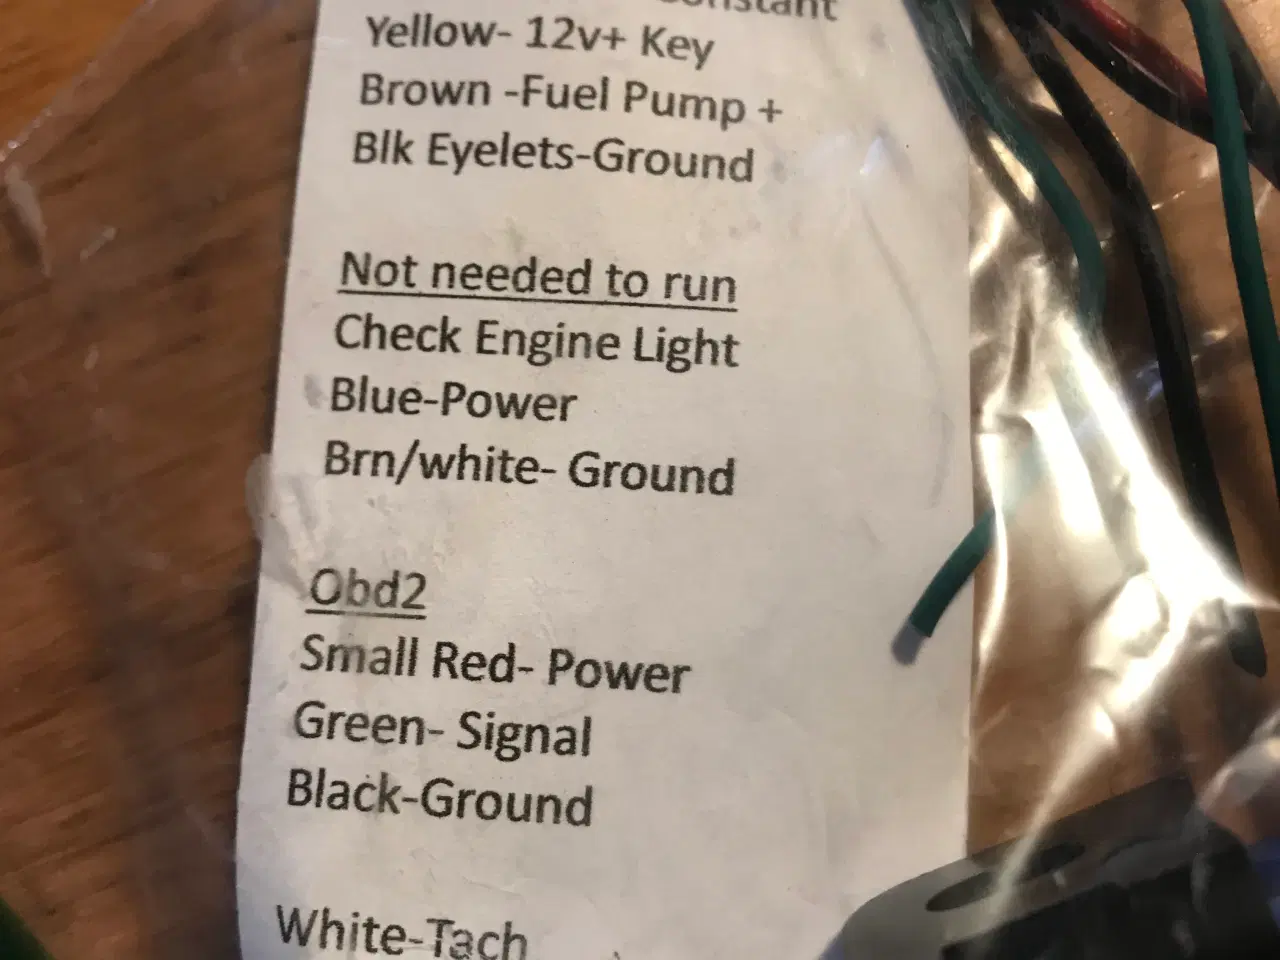 Yellow- 12v+ Key
Brown -Fuel Pump +
Blk Eyelets-Ground
Not needed to run
Check Engine Light
Blue-Power
Brn/white- Ground
Obd2
Small Red- Power
Green- Signal
Black-Ground
White-Tach